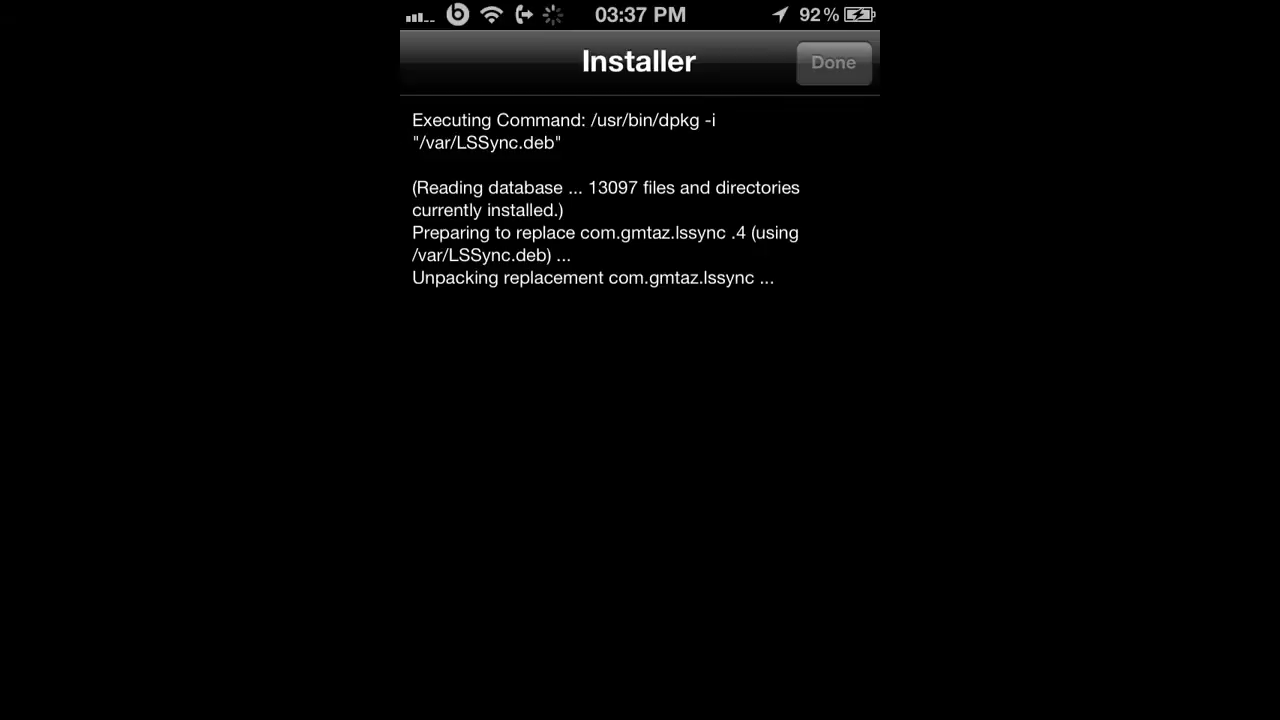 03:37 PM 92%
Installer Done
Executing Command: /usr/bin/dpkg -i
"/var/LSSync.deb"
(Reading database ... 13097 files and directories
currently installed.)
Preparing to replace com.gmtaz.lssync .4 (using
/var/LSSync.deb) ...
Unpacking replacement com.gmtaz.lssync ...